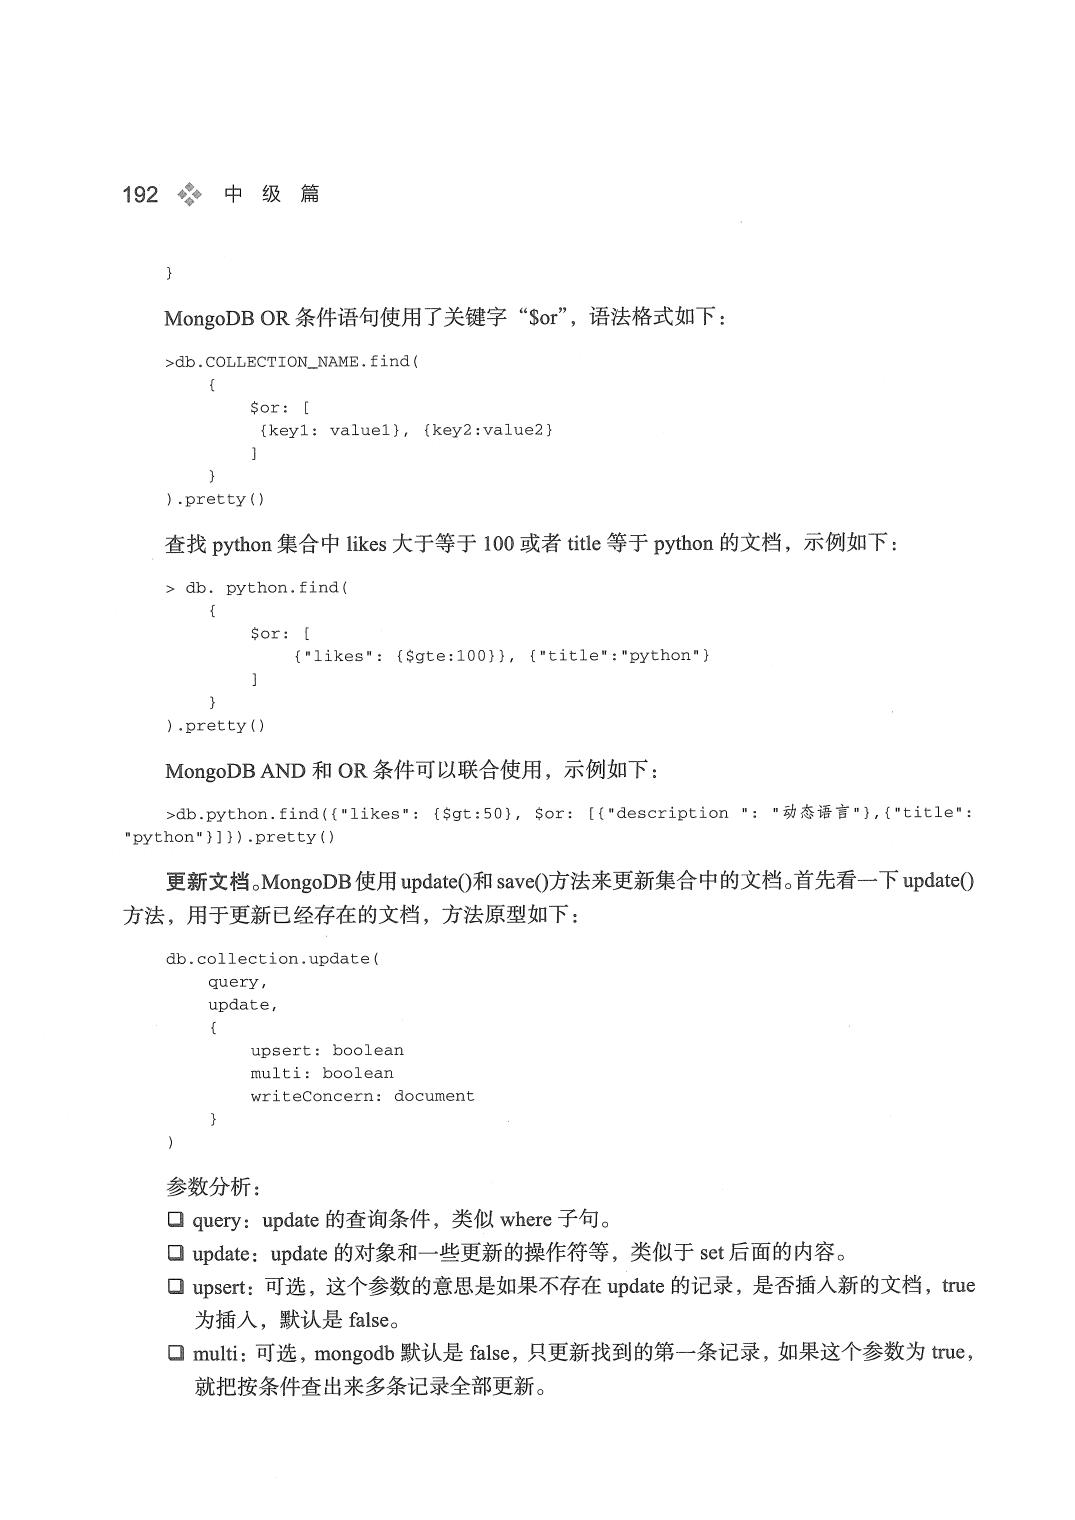 192 中 级 篇
}
MongoDB OR 条件语句使用了关键字“$or”，语法格式如下：
>db.COLLECTION_NAME.find(
{
$or: [
{key1: value1}, {key2:value2}
]
}
).pretty()
查找 python 集合中 likes 大于等于 100 或者 title 等于 python 的文档，示例如下：
> db. python.find(
{
$or: [
{"likes": {$gte:100}}, {"title":"python"}
]
}
).pretty()
MongoDB AND 和 OR 条件可以联合使用，示例如下：
>db.python.find({"likes": {$gt:50}, $or: [{"description ": "动态语言"},{"title":
"python"}]}).pretty()
更新文档。MongoDB 使用 update()和 save()方法来更新集合中的文档。首先看一下 update()
方法，用于更新已经存在的文档，方法原型如下：
db.collection.update(
query,
update,
{
upsert: boolean
multi: boolean
writeConcern: document
}
)
参数分析：
❑ query：update 的查询条件，类似 where 子句。
❑ update：update 的对象和一些更新的操作符等，类似于 set 后面的内容。
❑ upsert：可选，这个参数的意思是如果不存在 update 的记录，是否插入新的文档，true
为插入，默认是 false。
❑ multi：可选，mongodb 默认是 false，只更新找到的第一条记录，如果这个参数为 true，
就把按条件查出来多条记录全部更新。